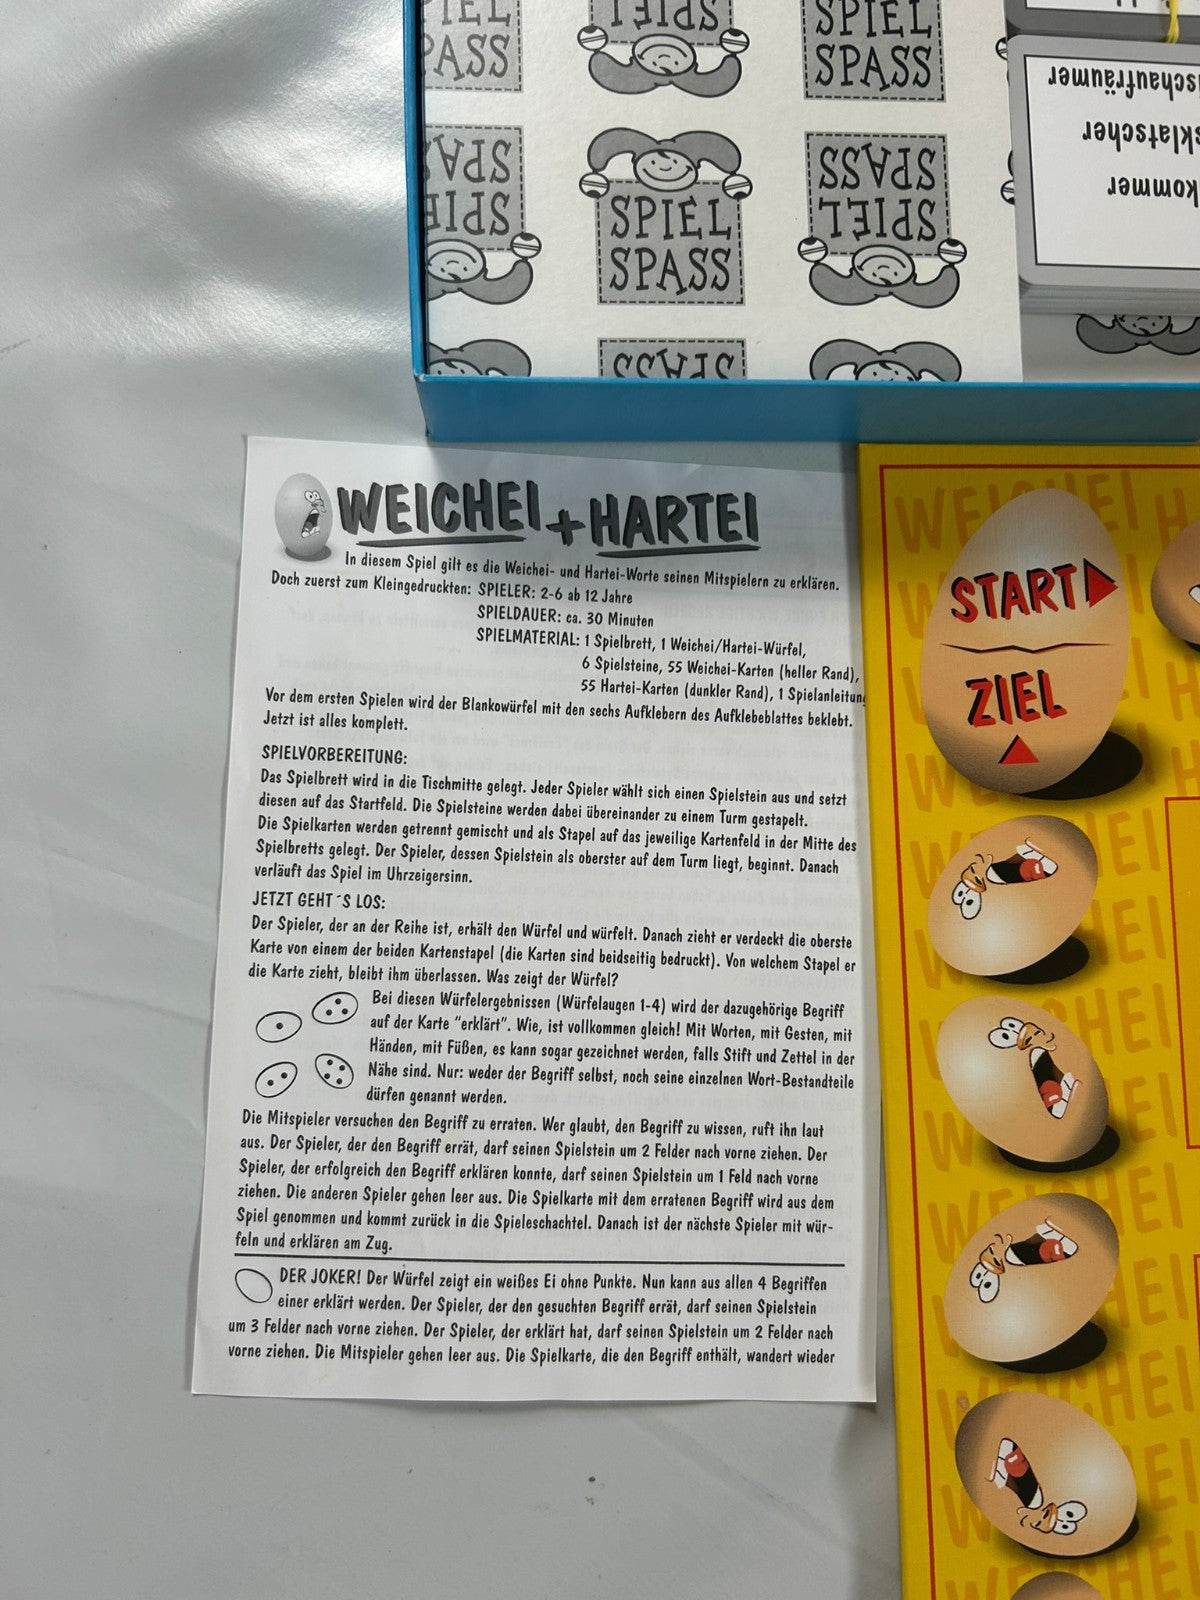 SPIEL
PASS
SPIEL
SPIEL
SPASS
SPASS
SPIEL
SPIEL
SPASS
SPIEL
SPASS
SPASS
kommer
WEICHEI + HARTEI
In diesem Spiel gilt es die Weichei- und Hartei-Worte seinen Mitspielern zu erklären.
Doch zuerst zum Kleingedruckten: SPIELER: 2-6 ab 12 Jahre
SPIELDAUER: ca. 30 Minuten
SPIELMATERIAL: 1 Spielbrett, 1 Weichei/Hartei-Würfel,
6 Spielsteine, 55 Weichei-Karten (heller Rand),
55 Hartei-Karten (dunkler Rand), 1 Spielanleitung
Vor dem ersten Spielen wird der Blankowürfel mit den sechs Aufklebern des Aufklebeblattes beklebt.
Jetzt ist alles komplett.
SPIELVORBEREITUNG:
Das Spielbrett wird in die Tischmitte gelegt. Jeder Spieler wählt sich einen Spielstein aus und setzt
diesen auf das Startfeld. Die Spielsteine werden dabei übereinander zu einem Turm gestapelt.
Die Spielkarten werden getrennt gemischt und als Stapel auf das jeweilige Kartenfeld in der Mitte des
Spielbretts gelegt. Der Spieler, dessen Spielstein als oberster auf dem Turm liegt, beginnt. Danach
verläuft das Spiel im Uhrzeigersinn.
JETZT GEHT´S LOS:
Der Spieler, der an der Reihe ist, erhält den Würfel und würfelt. Danach zieht er verdeckt die oberste
Karte von einem der beiden Kartenstapel (die Karten sind beidseitig bedruckt). Von welchem Stapel er
die Karte zieht, bleibt ihm überlassen. Was zeigt der Würfel?
Bei diesen Würfelergebnissen (Würfelaugen 1-4) wird der dazugehörige Begriff
auf der Karte "erklärt". Wie, ist vollkommen gleich! Mit Worten, mit Gesten, mit
Händen, mit Füßen, es kann sogar gezeichnet werden, falls Stift und Zettel in der
Nähe sind. Nur: weder der Begriff selbst, noch seine einzelnen Wort-Bestandteile
dürfen genannt werden.
Die Mitspieler versuchen den Begriff zu erraten. Wer glaubt, den Begriff zu wissen, ruft ihn laut
aus. Der Spieler, der den Begriff errät, darf seinen Spielstein um 2 Felder nach vorne ziehen. Der
Spieler, der erfolgreich den Begriff erklären konnte, darf seinen Spielstein um 1 Feld nach vorne
ziehen. Die anderen Spieler gehen leer aus. Die Spielkarte mit dem erratenen Begriff wird aus dem
Spiel genommen und kommt zurück in die Spieleschachtel. Danach ist der nächste Spieler mit wür-
feln und erklären am Zug.
DER JOKER! Der Würfel zeigt ein weißes Ei ohne Punkte. Nun kann aus allen 4 Begriffen
einer erklärt werden. Der Spieler, der den gesuchten Begriff errät, darf seinen Spielstein
um 3 Felder nach vorne ziehen. Der Spieler, der erklärt hat, darf seinen Spielstein um 2 Felder nach
vorne ziehen. Die Mitspieler gehen leer aus. Die Spielkarte, die den Begriff enthält, wandert wieder
START
ZIEL
WEICHEI